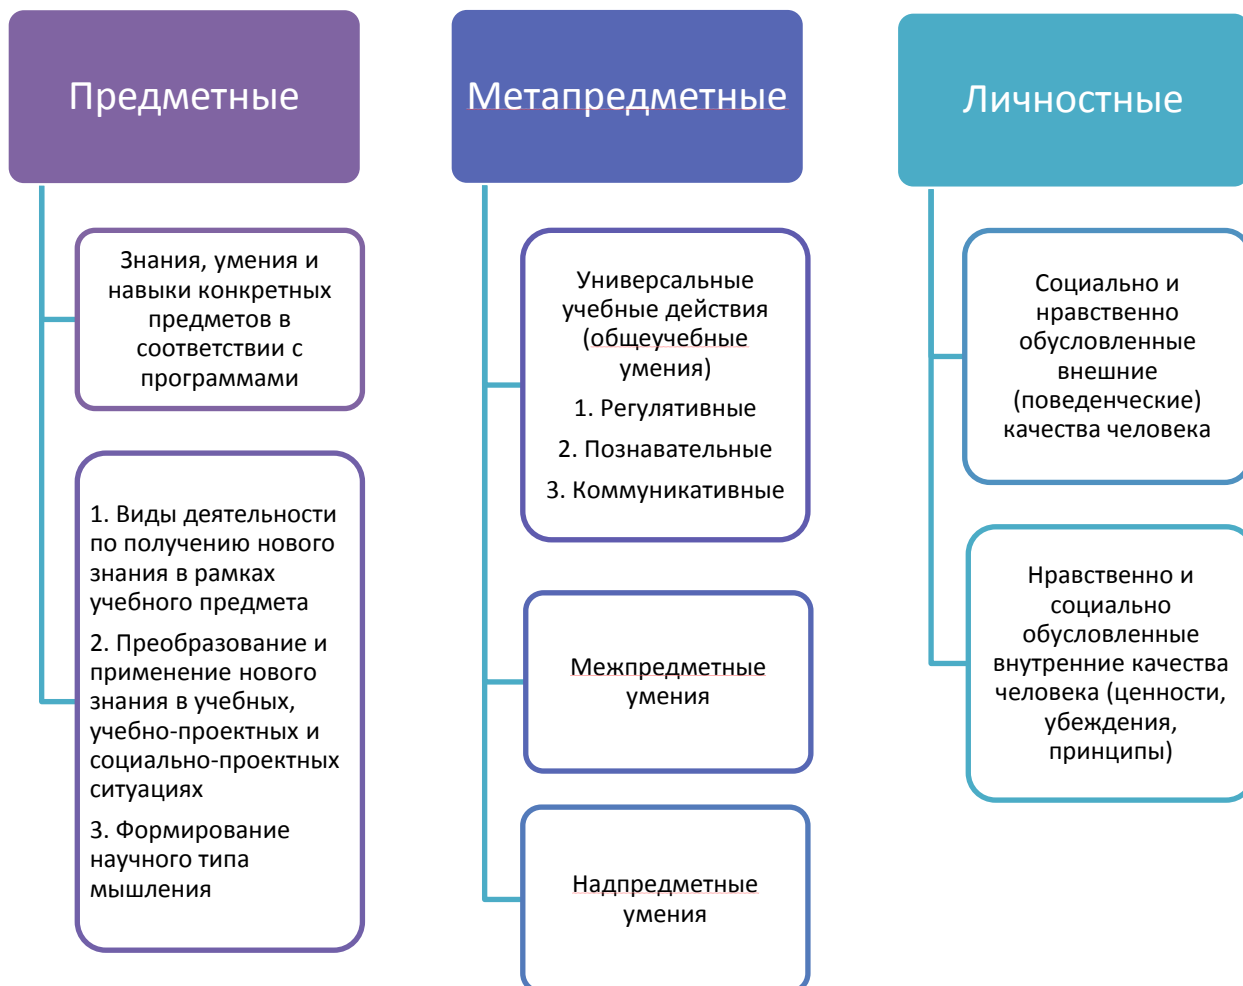 Предметные
Знания, умения и
навыки конкретных
предметов в
соответствии с
программами
1. Виды деятельности
по получению нового
знания в рамках
учебного предмета
2. Преобразование и
применение нового
знания в учебных,
учебно-проектных и
социально-проектных
ситуациях
3. Формирование
научного типа
мышления
Метапредметные
Универсальные
учебные действия
(общеучебные
умения)
1. Регулятивные
2. Познавательные
3. Коммуникативные
Межпредметные
умения
Надпредметные
умения
Личностные
Социально и
нравственно
обусловленные
внешние
(поведенческие)
качества человека
Нравственно и
социально
обусловленные
внутренние качества
человека (ценности,
убеждения,
принципы)